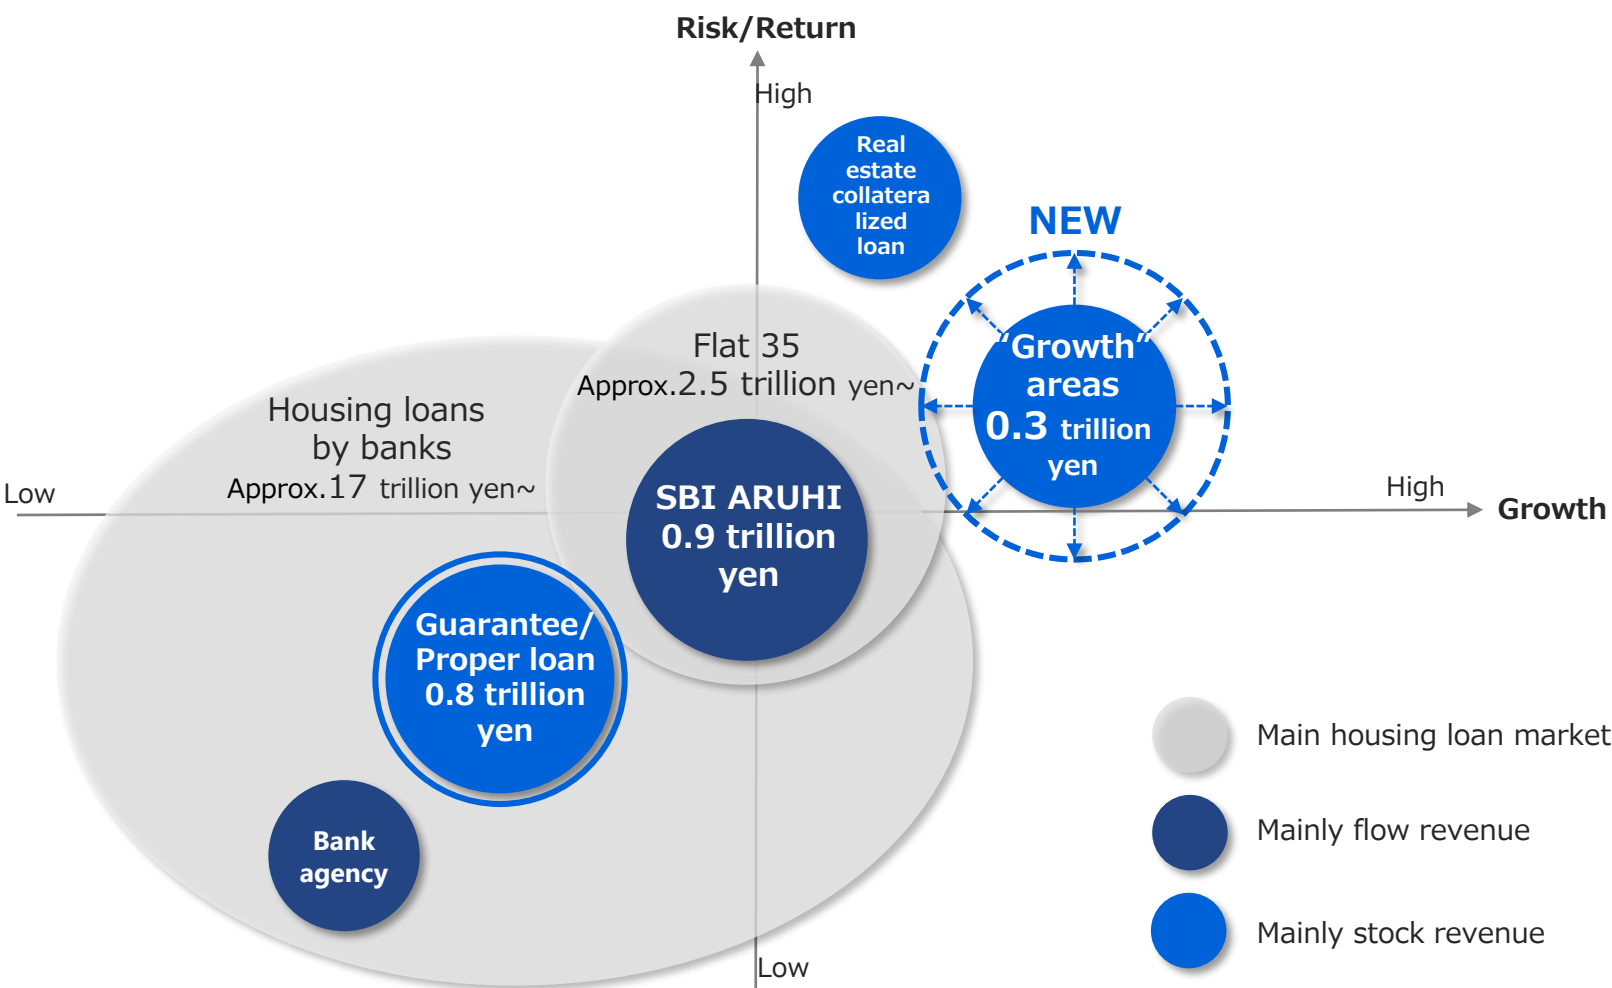 Risk/Return
High
Real
estate
collatera
lized
loan
NEW
Flat 35
Approx.2.5 trillion yen~
"Growth"
areas
0.3 trillion
yen
Housing loans
by banks
Approx.17 trillion yen~
Low
High
Growth
SBI ARUHI
0.9 trillion
yen
Guarantee/
Proper loan
0.8 trillion
yen
Bank
agency
Low
Main housing loan market
Mainly flow revenue
Mainly stock revenue